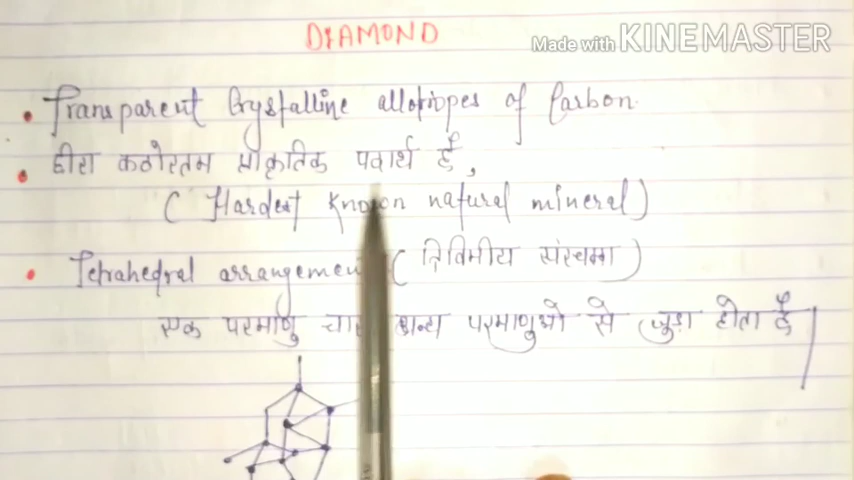 DIAMOND
Made with KINEMASTER
• Transparent Crystalline allotropes of Carbon.
• हीरा कठोरतम प्राकृतिक पदार्थ है,
( Hardest Known natural mineral )
• Tetrahedral arrangement ( त्रिविमीय संरचना )
एक परमाणु चार अन्य परमाणुओ से जुड़ा होता है |